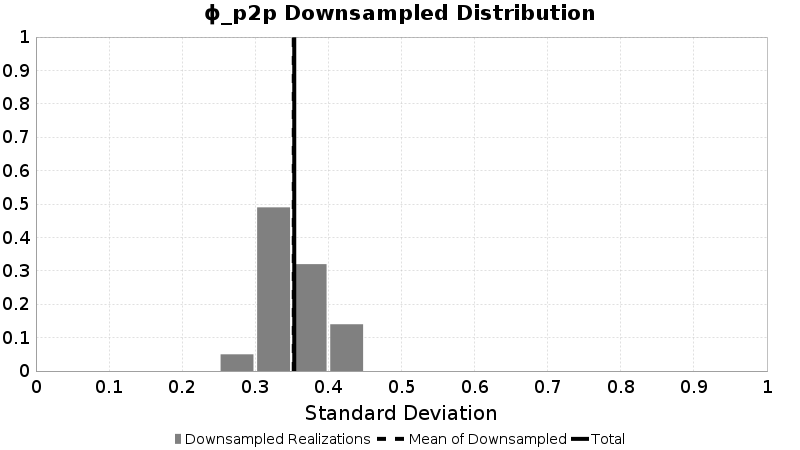 ϕ_p2p Downsampled Distribution
1
0.9
0.8
0.7
0.6
0.5
0.4
0.3
0.2
0.1
0
0 0.1 0.2 0.3 0.4 0.5 0.6 0.7 0.8 0.9 1
Standard Deviation
Downsampled Realizations Mean of Downsampled Total